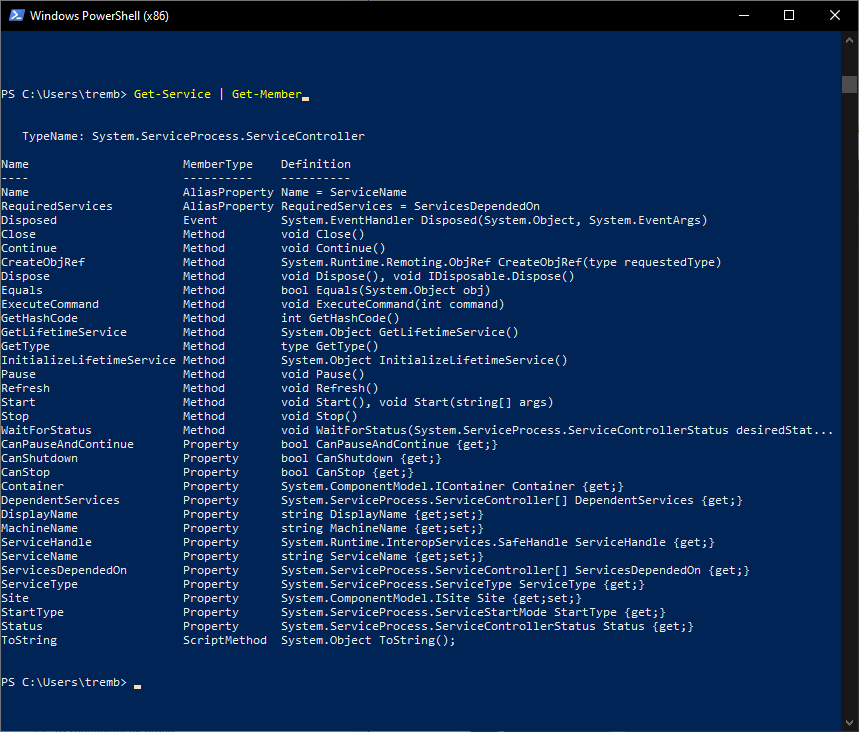 Windows PowerShell (x86)
PS C:\Users\tremb> Get-Service | Get-Member
TypeName: System.ServiceProcess.ServiceController
Name MemberType Definition
---- ---------- ----------
Name AliasProperty Name = ServiceName
RequiredServices AliasProperty RequiredServices = ServicesDependedOn
Disposed Event System.EventHandler Disposed(System.Object, System.EventArgs)
Close Method void Close()
Continue Method void Continue()
CreateObjRef Method System.Runtime.Remoting.ObjRef CreateObjRef(type requestedType)
Dispose Method void Dispose(), void IDisposable.Dispose()
Equals Method bool Equals(System.Object obj)
ExecuteCommand Method void ExecuteCommand(int command)
GetHashCode Method int GetHashCode()
GetLifetimeService Method System.Object GetLifetimeService()
GetType Method type GetType()
InitializeLifetimeService Method System.Object InitializeLifetimeService()
Pause Method void Pause()
Refresh Method void Refresh()
Start Method void Start(), void Start(string[] args)
Stop Method void Stop()
WaitForStatus Method void WaitForStatus(System.ServiceProcess.ServiceControllerStatus desiredStat...
CanPauseAndContinue Property bool CanPauseAndContinue {get;}
CanShutdown Property bool CanShutdown {get;}
CanStop Property bool CanStop {get;}
Container Property System.ComponentModel.IContainer Container {get;}
DependentServices Property System.ServiceProcess.ServiceController[] DependentServices {get;}
DisplayName Property string DisplayName {get;set;}
MachineName Property string MachineName {get;set;}
ServiceHandle Property System.Runtime.InteropServices.SafeHandle ServiceHandle {get;}
ServiceName Property string ServiceName {get;set;}
ServicesDependedOn Property System.ServiceProcess.ServiceController[] ServicesDependedOn {get;}
ServiceType Property System.ServiceProcess.ServiceType ServiceType {get;}
Site Property System.ComponentModel.ISite Site {get;set;}
StartType Property System.ServiceProcess.ServiceStartMode StartType {get;}
Status Property System.ServiceProcess.ServiceControllerStatus Status {get;}
ToString ScriptMethod System.Object ToString();
PS C:\Users\tremb>